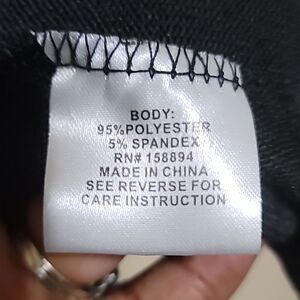 BODY:
95%POLYESTER
5% SPANDEX
RN# 158894
MADE IN CHINA
SEE REVERSE FOR
CARE INSTRUCTION